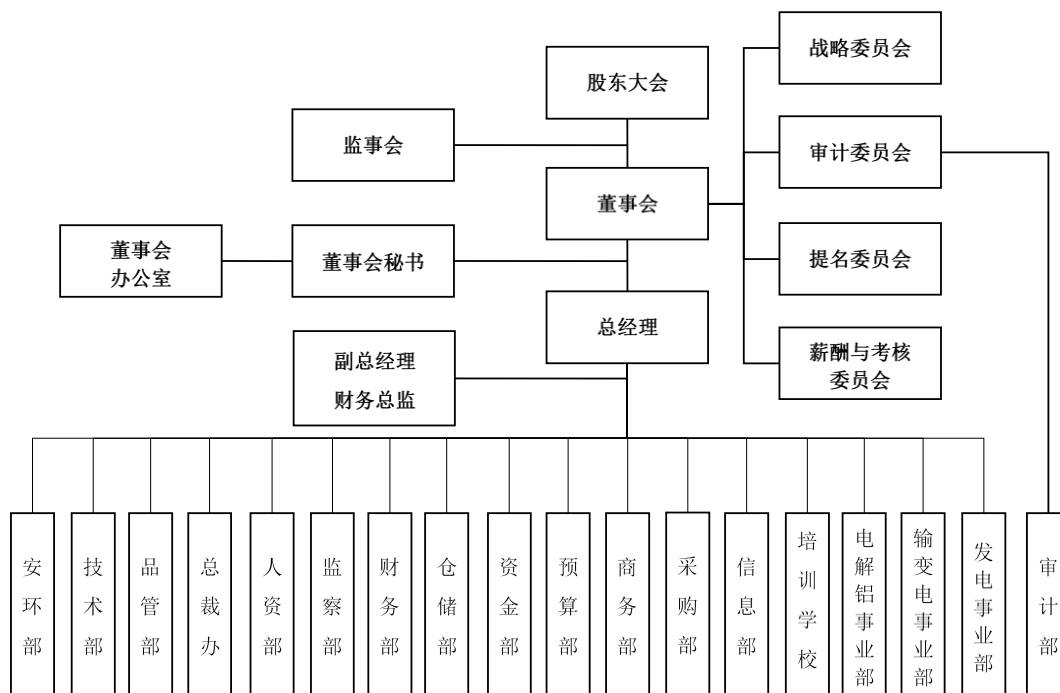 战略委员会
股东大会
监事会
审计委员会
董事会
董事会
办公室
董事会秘书
提名委员会
总经理
副总经理
财务总监
薪酬与考核
委员会
安环部
技术部
品管部
总裁办
人资部
监察部
财务部
仓储部
资金部
预算部
商务部
采购部
信息部
培训学校
电解铝事业部
输变电事业部
发电事业部
审计部